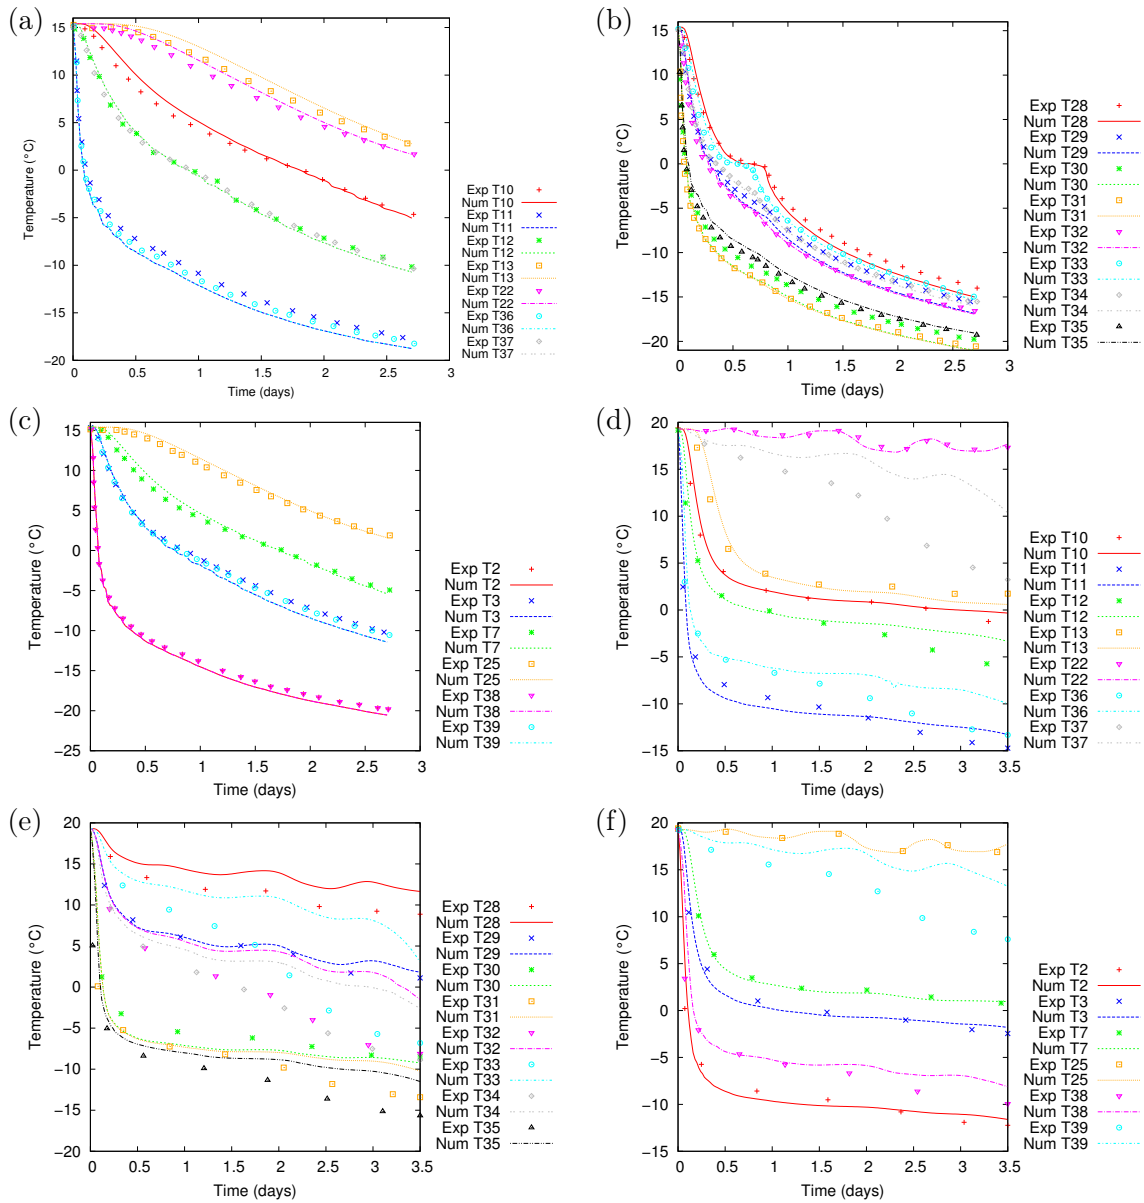 (a)
15
10
5
0
−5
−10
−15
−20
0
0.5
1
1.5
2
2.5
3
Temperature (°C)
Time (days)
Exp T10
Num T10
Exp T11
Num T11
Exp T12
Num T12
Exp T13
Num T13
Exp T22
Num T22
Exp T36
Num T36
Exp T37
Num T37
(b)
15
10
5
0
−5
−10
−15
−20
0
0.5
1
1.5
2
2.5
3
Temperature (°C)
Time (days)
Exp T28
Num T28
Exp T29
Num T29
Exp T30
Num T30
Exp T31
Num T31
Exp T32
Num T32
Exp T33
Num T33
Exp T34
Num T34
Exp T35
Num T35
(c)
15
10
5
0
−5
−10
−15
−20
−25
0
0.5
1
1.5
2
2.5
3
Temperature (°C)
Time (days)
Exp T2
Num T2
Exp T3
Num T3
Exp T7
Num T7
Exp T25
Num T25
Exp T38
Num T38
Exp T39
Num T39
(d)
20
15
10
5
0
−5
−10
−15
0
0.5
1
1.5
2
2.5
3
3.5
Temperature (°C)
Time (days)
Exp T10
Num T10
Exp T11
Num T11
Exp T12
Num T12
Exp T13
Num T13
Exp T22
Num T22
Exp T36
Num T36
Exp T37
Num T37
(e)
20
15
10
5
0
−5
−10
−15
−20
0
0.5
1
1.5
2
2.5
3
3.5
Temperature (°C)
Time (days)
Exp T28
Num T28
Exp T29
Num T29
Exp T30
Num T30
Exp T31
Num T31
Exp T32
Num T32
Exp T33
Num T33
Exp T34
Num T34
Exp T35
Num T35
(f)
20
15
10
5
0
−5
−10
−15
0
0.5
1
1.5
2
2.5
3
3.5
Temperature (°C)
Time (days)
Exp T2
Num T2
Exp T3
Num T3
Exp T7
Num T7
Exp T25
Num T25
Exp T38
Num T38
Exp T39
Num T39